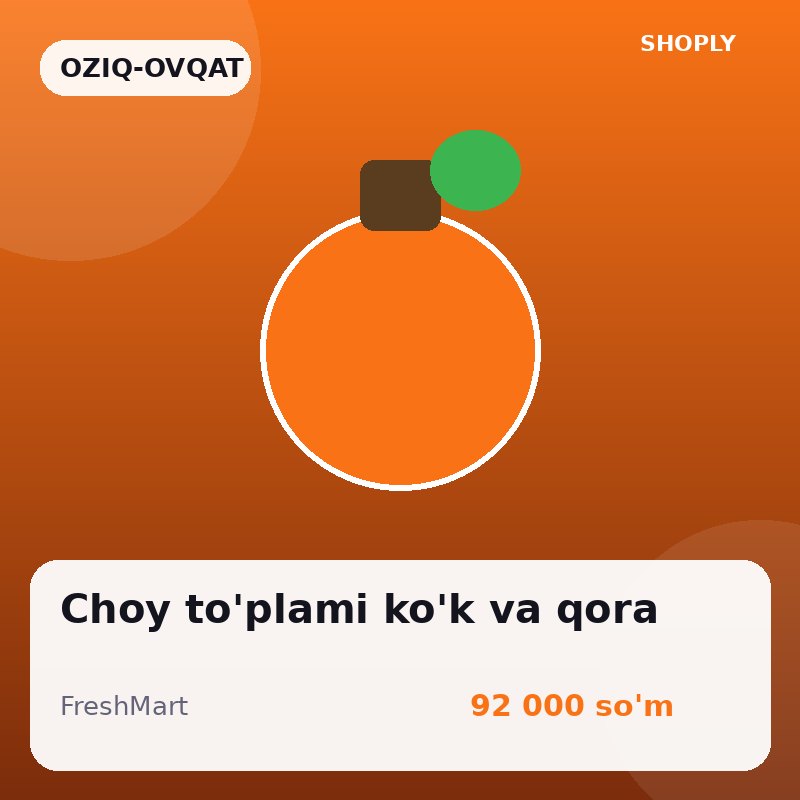 OZIQ-OVQAT
SHOPLY
Choy to'plami ko'k va qora
FreshMart
92 000 so'm